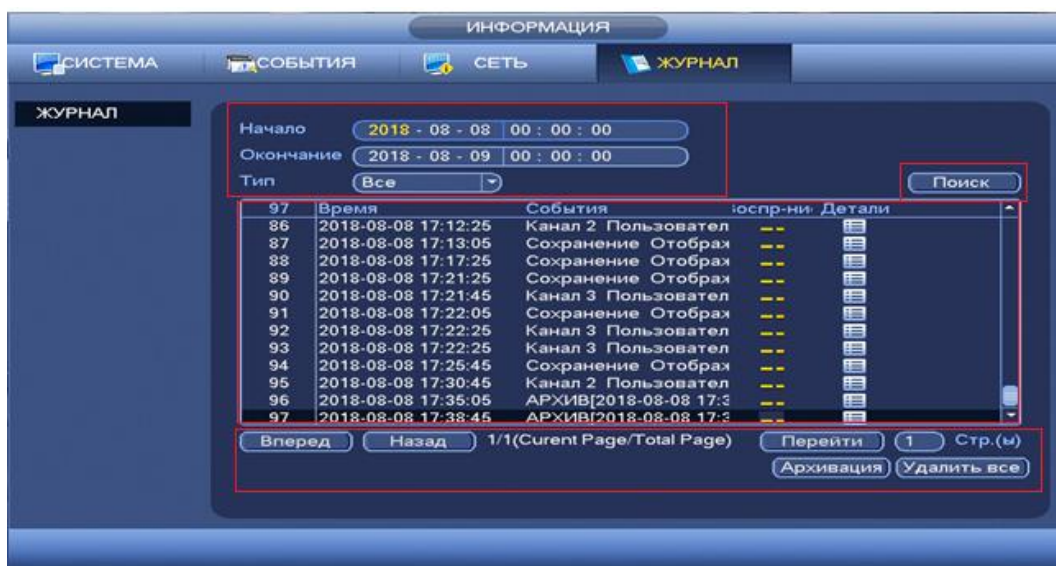 ИНФОРМАЦИЯ
СИСТЕМА СОБЫТИЯ СЕТЬ ЖУРНАЛ
ЖУРНАЛ
Начало 2018 - 08 - 08 00 : 00 : 00
Окончание 2018 - 08 - 09 00 : 00 : 00
Тип Все
Поиск
97 Время События оспр-ни Детали
86 2018-08-08 17:12:25 Канал 2 Пользовател --
87 2018-08-08 17:13:05 Сохранение Отображ --
88 2018-08-08 17:17:25 Сохранение Отображ --
89 2018-08-08 17:21:25 Сохранение Отображ --
90 2018-08-08 17:21:45 Канал 3 Пользовател --
91 2018-08-08 17:22:05 Сохранение Отображ --
92 2018-08-08 17:22:25 Канал 3 Пользовател --
93 2018-08-08 17:22:25 Канал 3 Пользовател --
94 2018-08-08 17:25:45 Сохранение Отображ --
95 2018-08-08 17:30:45 Канал 2 Пользовател --
96 2018-08-08 17:35:05 АРХИВ[2018-08-08 17:3 --
97 2018-08-08 17:38:45 АРХИВ[2018-08-08 17:3 --
Вперед Назад 1/1(Curent Page/Total Page) Перейти 1 Стр.(ы)
Архивация Удалить все